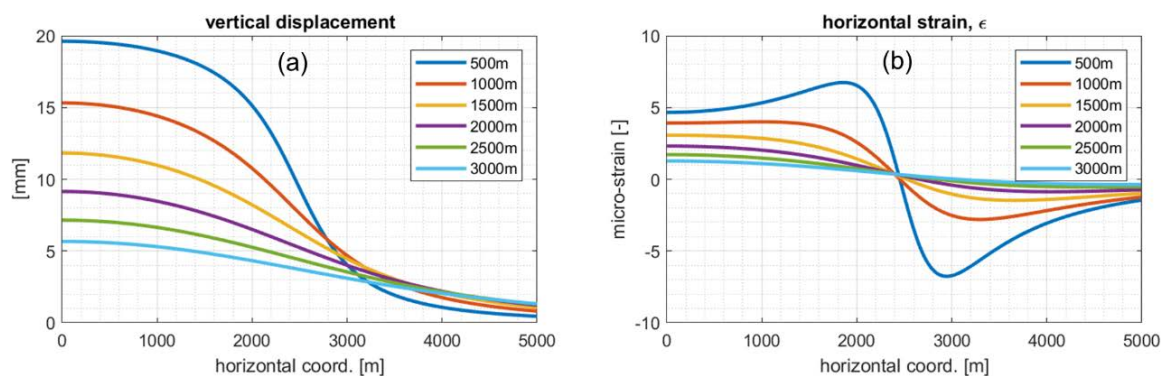 vertical displacement
(a)
20
15
10
5
0
[mm]
500m
1000m
1500m
2000m
2500m
3000m
0 1000 2000 3000 4000 5000
horizontal coord. [m]
horizontal strain, ϵ
(b)
10
5
0
-5
-10
micro-strain [-]
500m
1000m
1500m
2000m
2500m
3000m
0 1000 2000 3000 4000 5000
horizontal coord. [m]